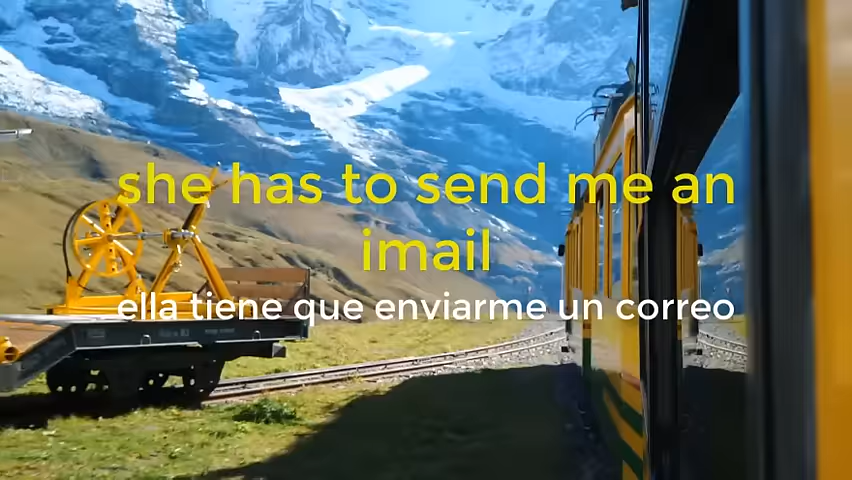 she has to send me an
imail
ella tiene que enviarme un correo